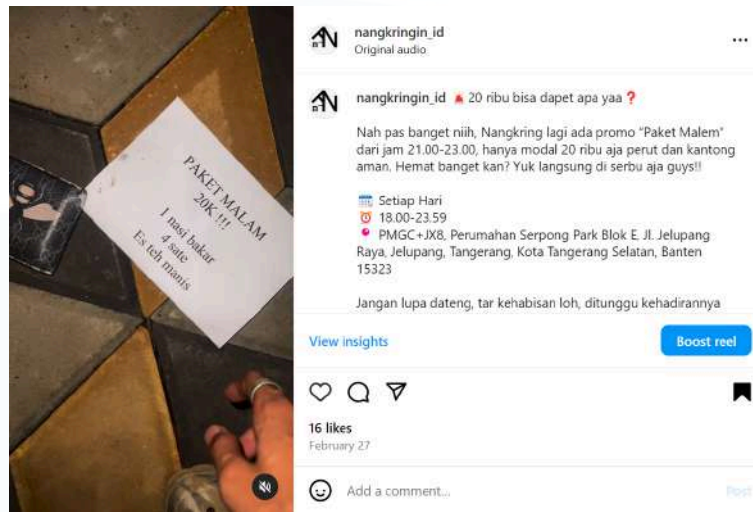 PAKET MALAM
20K !!!
1 nasi bakar
4 sate
Es teh manis
nangkringin_id
Original audio
nangkringin_id 🚨 20 ribu bisa dapet apa yaa ❓
Nah pas banget niih, Nangkring lagi ada promo "Paket Malem"
dari jam 21.00-23.00, hanya modal 20 ribu aja perut dan kantong
aman. Hemat banget kan? Yuk langsung di serbu aja guys!!
🗓️ Setiap Hari
⏰ 18.00-23.59
📍 PMGC+JX8, Perumahan Serpong Park Blok E, Jl. Jelupang
Raya, Jelupang, Tangerang, Kota Tangerang Selatan, Banten
15323
Jangan lupa dateng, tar kehabisan loh, ditunggu kehadirannya
View insights
Boost reel
16 likes
February 27
Add a comment...
Post